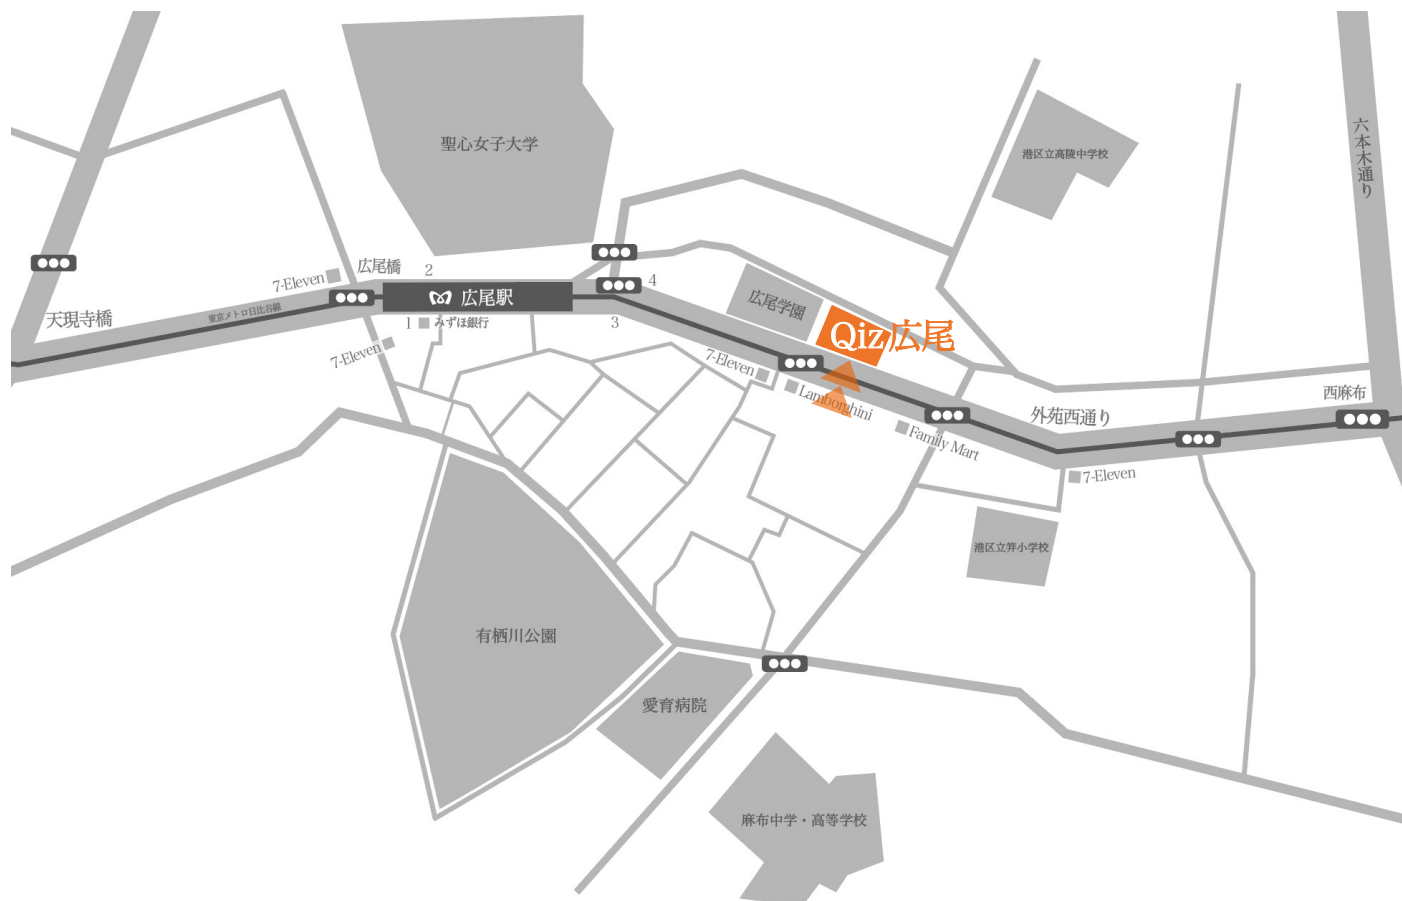 聖心女子大学
港区立高陵中学校
六本木通り
広尾橋
2
7-Eleven
4
広尾駅
広尾学園
天現寺橋
東京メトロ日比谷線
1
みずほ銀行
3
Qiz広尾
7-Eleven
7-Eleven
Lamborghini
西麻布
外苑西通り
Family Mart
7-Eleven
港区立笄小学校
有栖川公園
愛育病院
麻布中学・高等学校